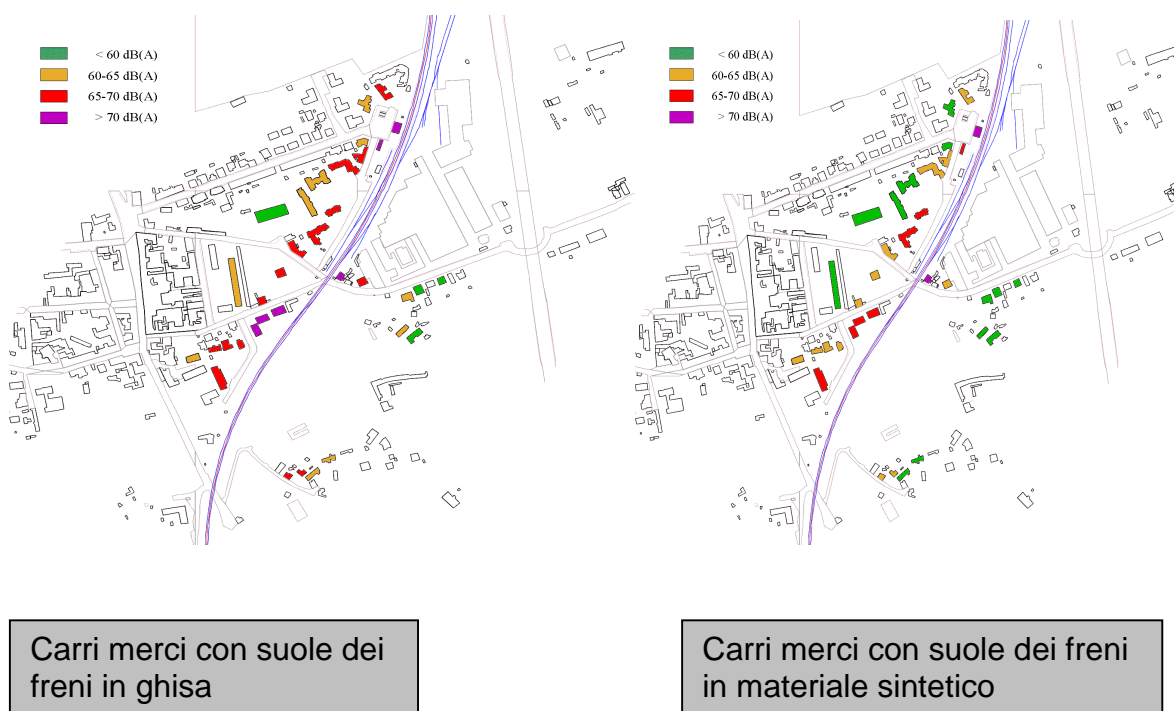 < 60 dB(A)
60-65 dB(A)
65-70 dB(A)
> 70 dB(A)
< 60 dB(A)
60-65 dB(A)
65-70 dB(A)
> 70 dB(A)
Carri merci con suole dei
freni in ghisa
Carri merci con suole dei freni
in materiale sintetico